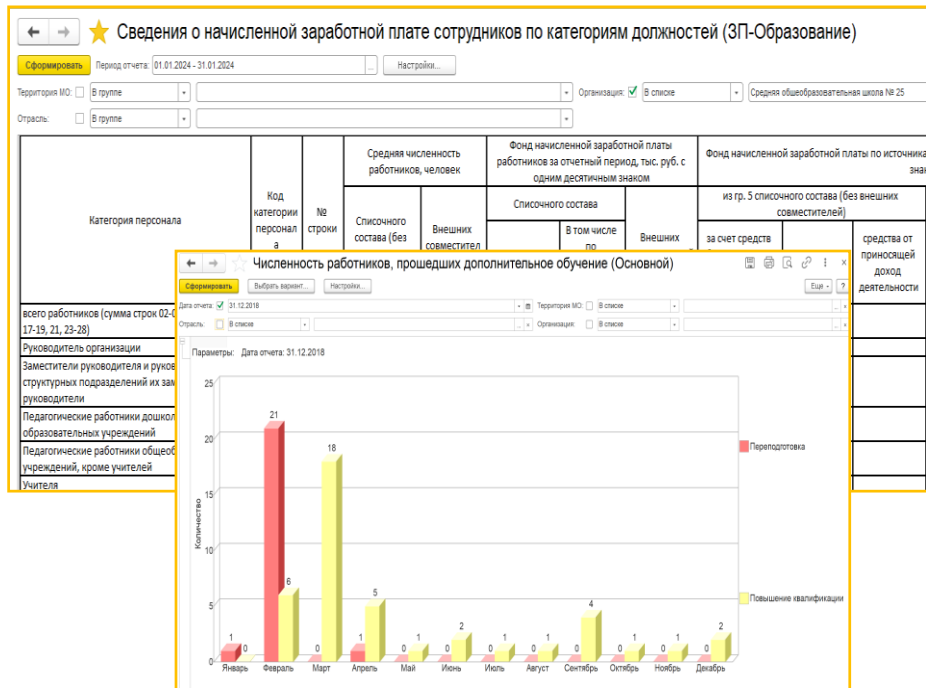 Сведения о начисленной заработной плате сотрудников по категориям должностей (ЗП-Образование)
Сформировать Период отчета: 01.01.2024 - 31.01.2024 ... Настройки...
Территория МО: В группе Организация: В списке Средняя общеобразовательная школа № 25
Отрасль: В группе
Категория персонала
Код
категории
персонал
а
№
строки
Средняя численность
работников, человек
Списочного
состава (без
Внешних
совместител
Фонд начисленной заработной платы
работников за отчетный период, тыс. руб. с
одним десятичным знаком
Списочного состава
В том числе
по
Внешних
Фонд начисленной заработной платы по источника
зна
из гр. 5 списочного состава (без внешних
совместителей)
за счет средств
средства от
приносящей
доход
деятельности
всего работников (сумма строк 02-0
17-19, 21, 23-28)
Руководитель организации
Заместители руководителя и руков
структурных подразделений их зам
руководители
Педагогические работники дошкол
образовательных учреждений
Педагогические работники общеоб
учреждений, кроме учителей
Учителя
Численность работников, прошедших дополнительное обучение (Основной)
Сформировать Выбрать вариант... Настройки... Еще ?
Дата отчета: 31.12.2018 Территория МО: В списке
Отрасль: В списке Организация: В списке
Параметры: Дата отчета: 31.12.2018
Количество
25
20
15
10
5
0
1 0 21 6 0 18 1 5 0 1 0 2 0 1 0 1 0 4 0 1 0 1 0 2
Январь Февраль Март Апрель Май Июнь Июль Август Сентябрь Октябрь Ноябрь Декабрь
Переподготовка
Повышение квалификации